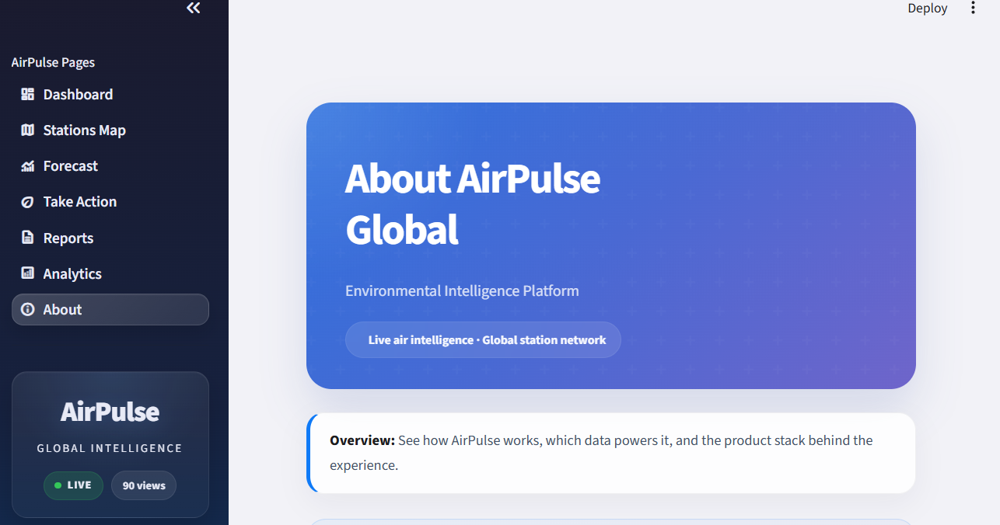 Deploy
AirPulse Pages
Dashboard
Stations Map
Forecast
Take Action
Reports
Analytics
About
AirPulse
GLOBAL INTELLIGENCE
LIVE
90 views
About AirPulse
Global
Environmental Intelligence Platform
Live air intelligence · Global station network
Overview: See how AirPulse works, which data powers it, and the product stack behind the
experience.